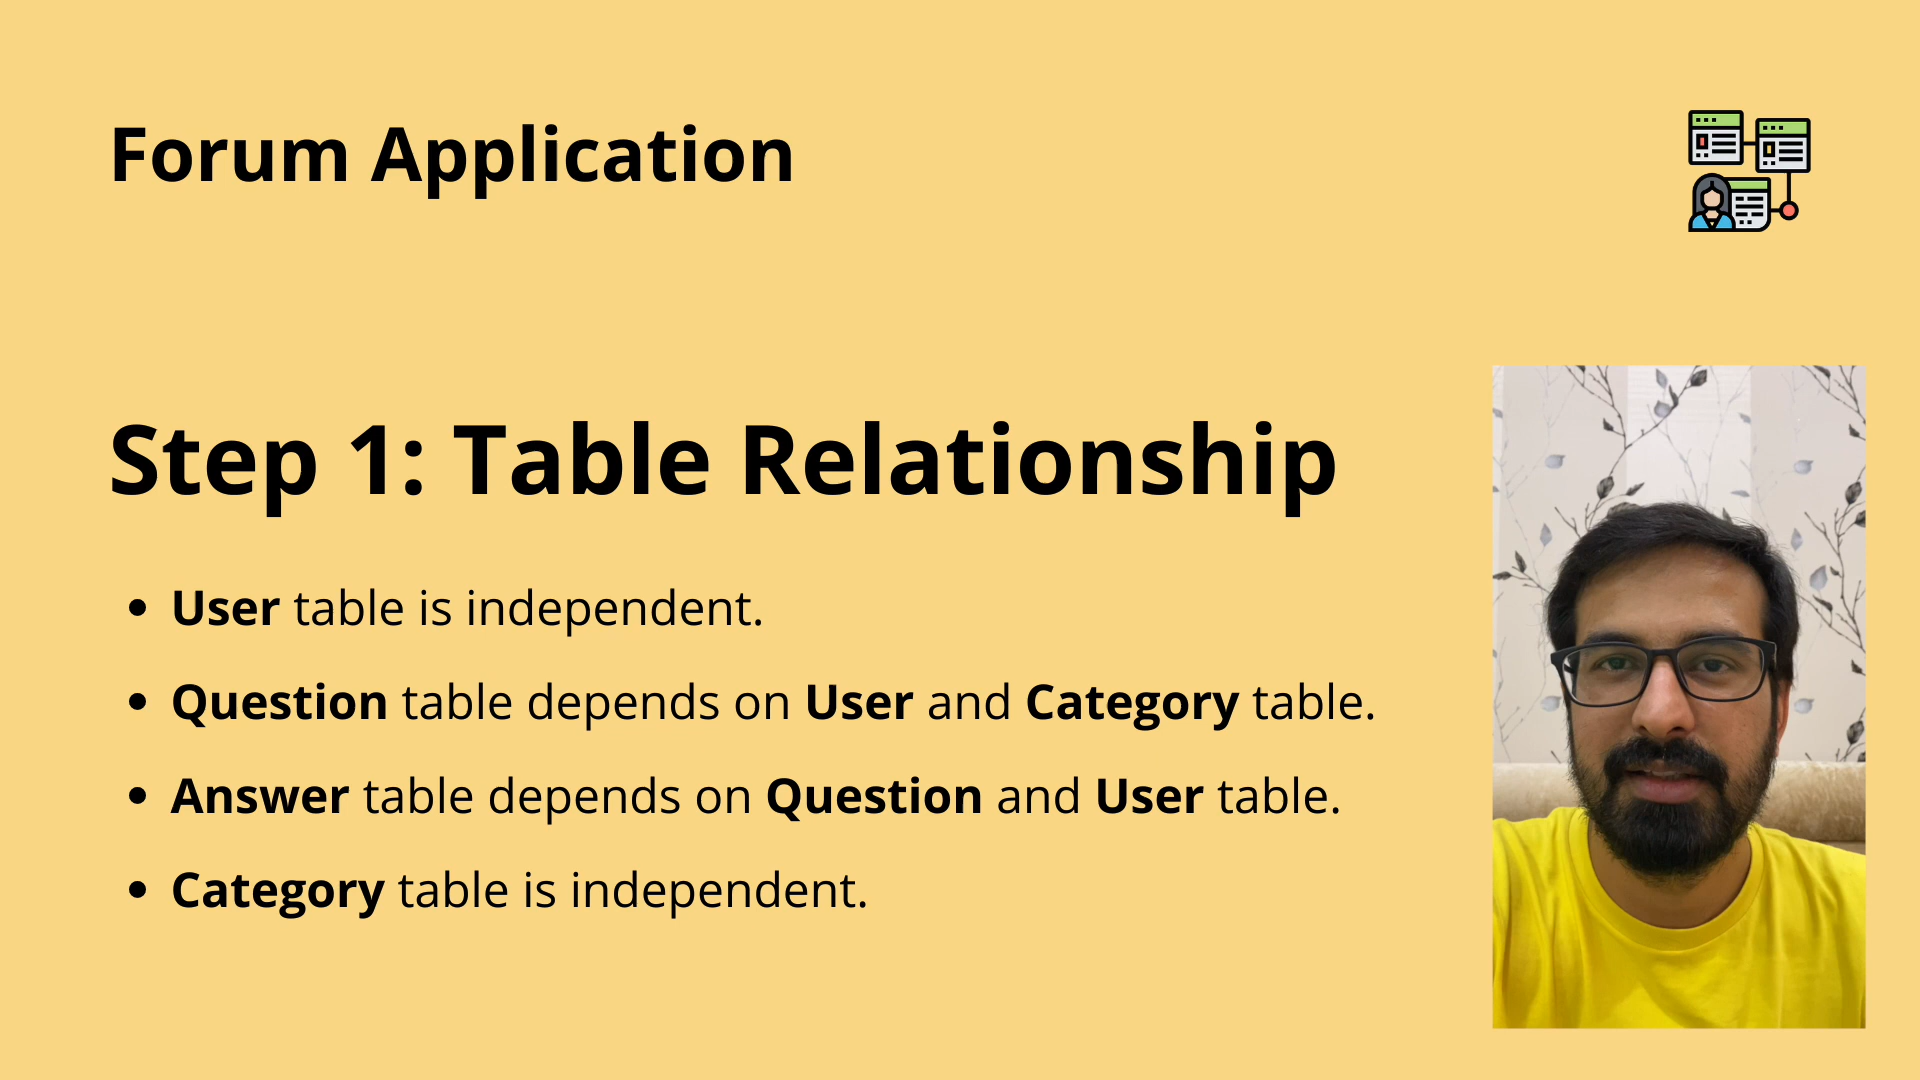 Forum Application
Step 1: Table Relationship
User table is independent.
Question table depends on User and Category table.
Answer table depends on Question and User table.
Category table is independent.